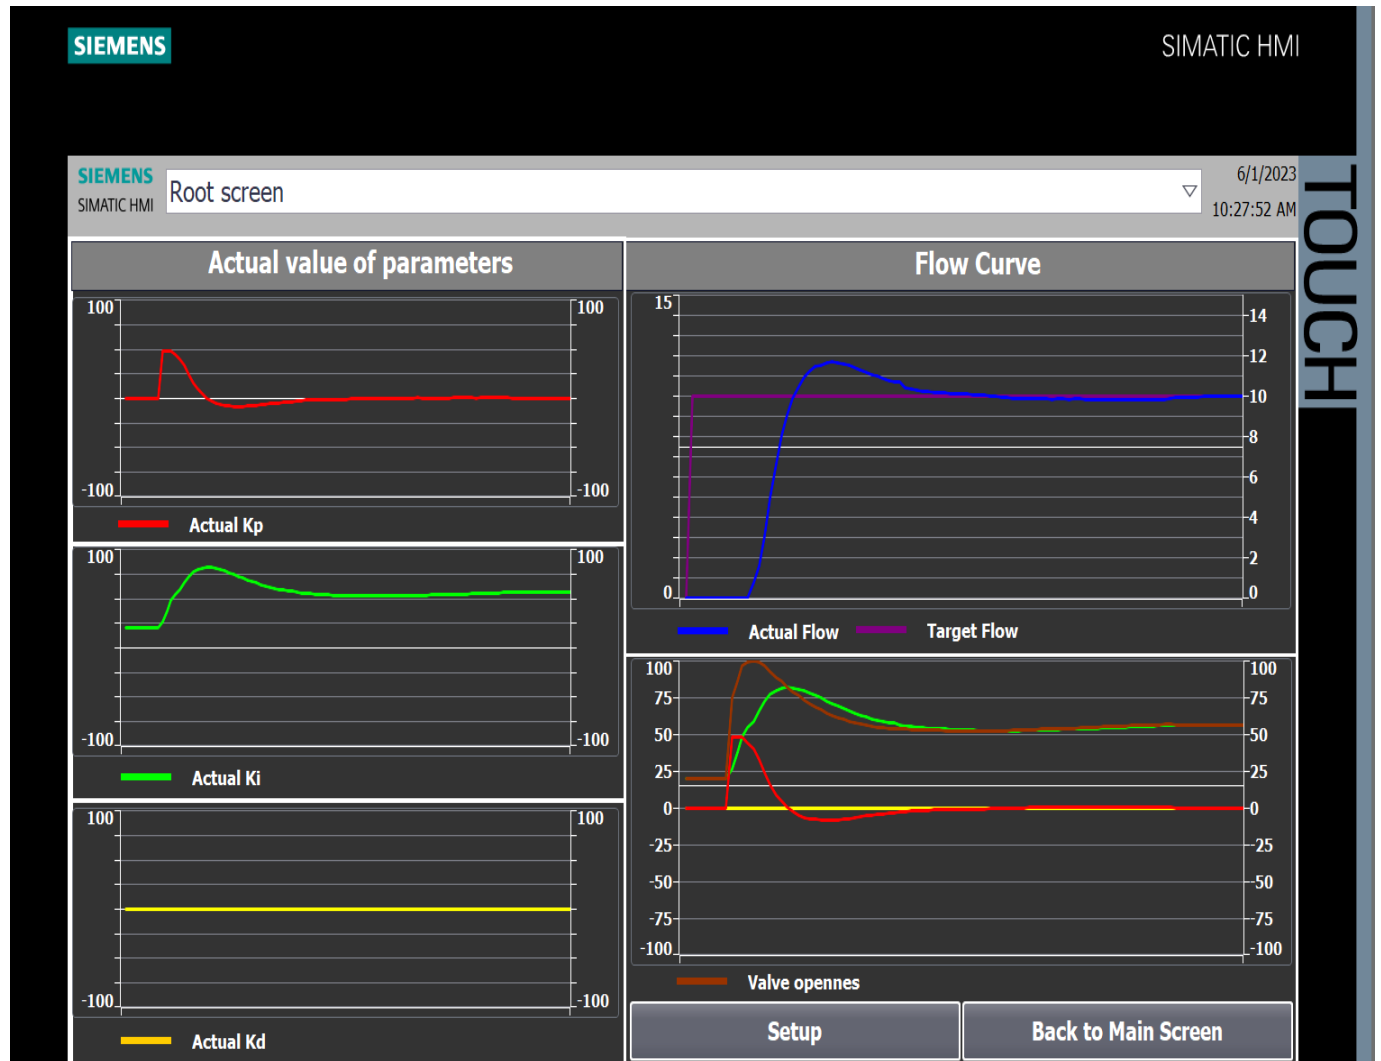 SIEMENS
SIMATIC HMI
TOUCH
SIEMENS
SIMATIC HMI
Root screen
6/1/2023
10:27:52 AM
Actual value of parameters
100
100
-100
-100
Actual Kp
100
100
-100
-100
Actual Ki
100
100
-100
-100
Actual Kd
Flow Curve
15
14
12
10
8
6
4
2
0
0
Actual Flow
Target Flow
100
100
75
75
50
50
25
25
0
0
-25
-25
-50
-50
-75
-75
-100
-100
Valve opennes
Setup
Back to Main Screen